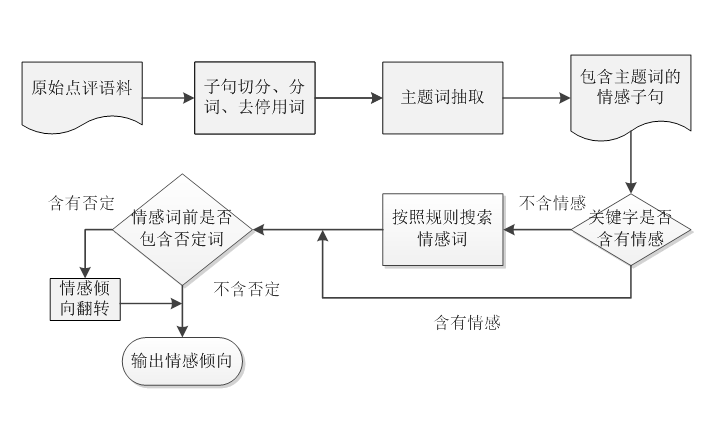 原始点评语料
子句切分、分
词、去停用词
主题词抽取
包含主题词的
情感子句
含有否定
情感词前是否
包含否定词
按照规则搜索
情感词
不含情感
关键字是否
含有情感
情感倾
向翻转
不含否定
含有情感
输出情感倾向